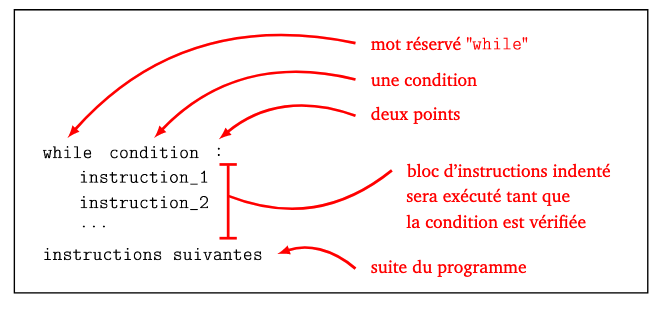 mot réservé "while"
une condition
deux points
while condition :
instruction_1
instruction_2
...
bloc d'instructions indenté
sera exécuté tant que
la condition est vérifiée
instructions suivantes
suite du programme